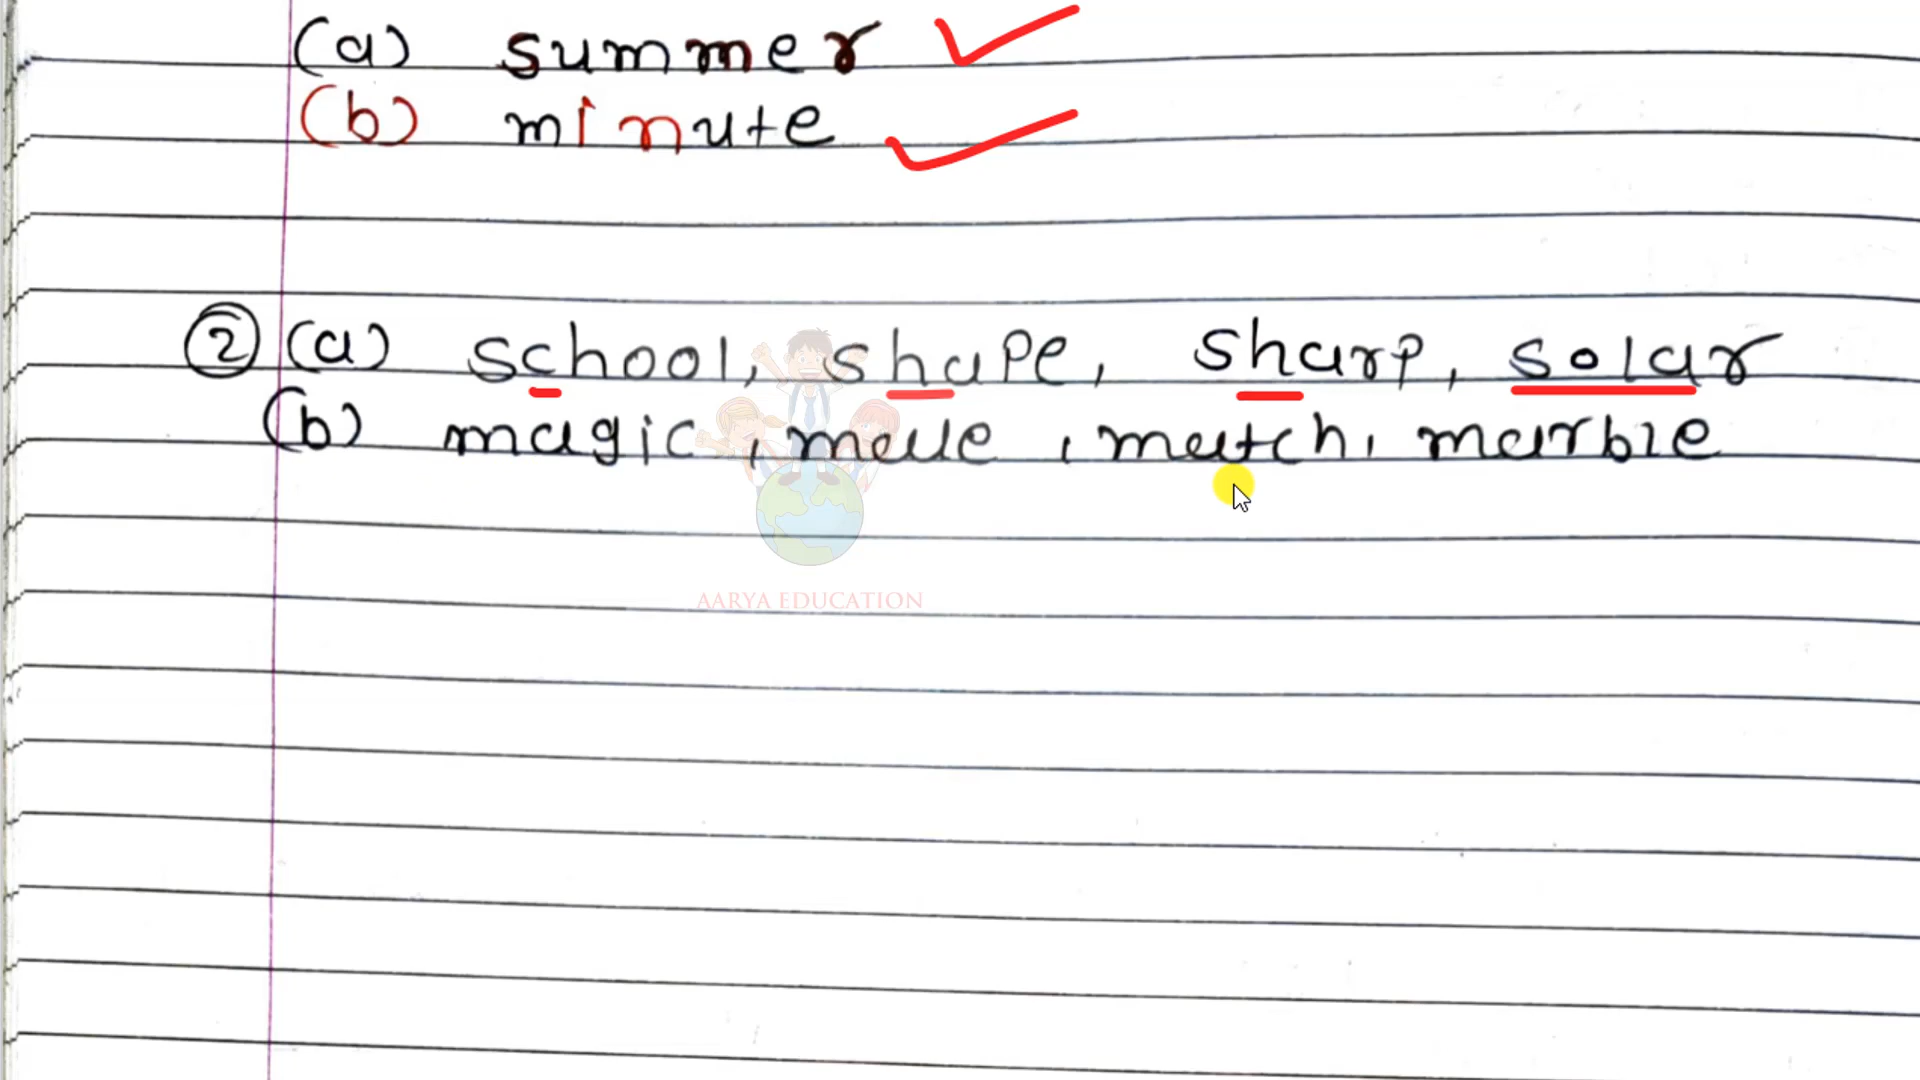 (a) summer
(b) minute
② (a) school, shape, sharp, solar
(b) magic, male, match, marble
AARYA EDUCATION